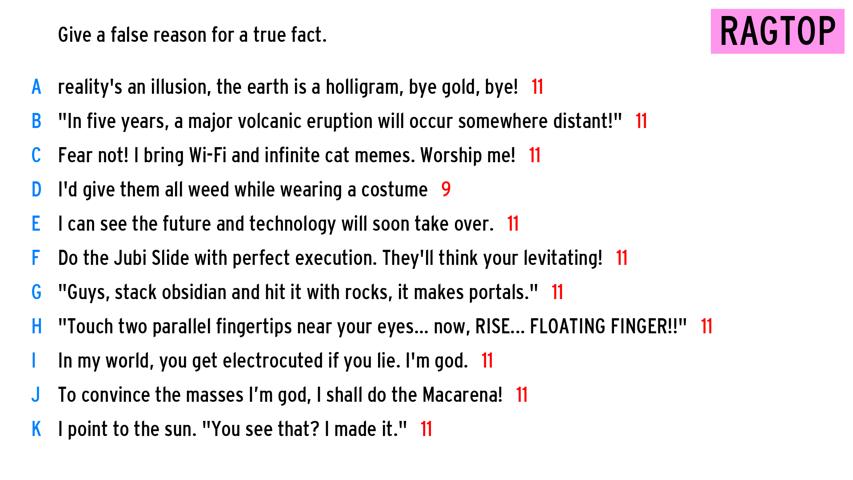 Give a false reason for a true fact.
RAGTOP
A reality's an illusion, the earth is a holligram, bye gold, bye! 11
B "In five years, a major volcanic eruption will occur somewhere distant!" 11
C Fear not! I bring Wi-Fi and infinite cat memes. Worship me! 11
D I'd give them all weed while wearing a costume 9
E I can see the future and technology will soon take over. 11
F Do the Jubi Slide with perfect execution. They'll think your levitating! 11
G "Guys, stack obsidian and hit it with rocks, it makes portals." 11
H "Touch two parallel fingertips near your eyes... now, RISE... FLOATING FINGER!!" 11
I In my world, you get electrocuted if you lie. I'm god. 11
J To convince the masses I’m god, I shall do the Macarena! 11
K I point to the sun. "You see that? I made it." 11